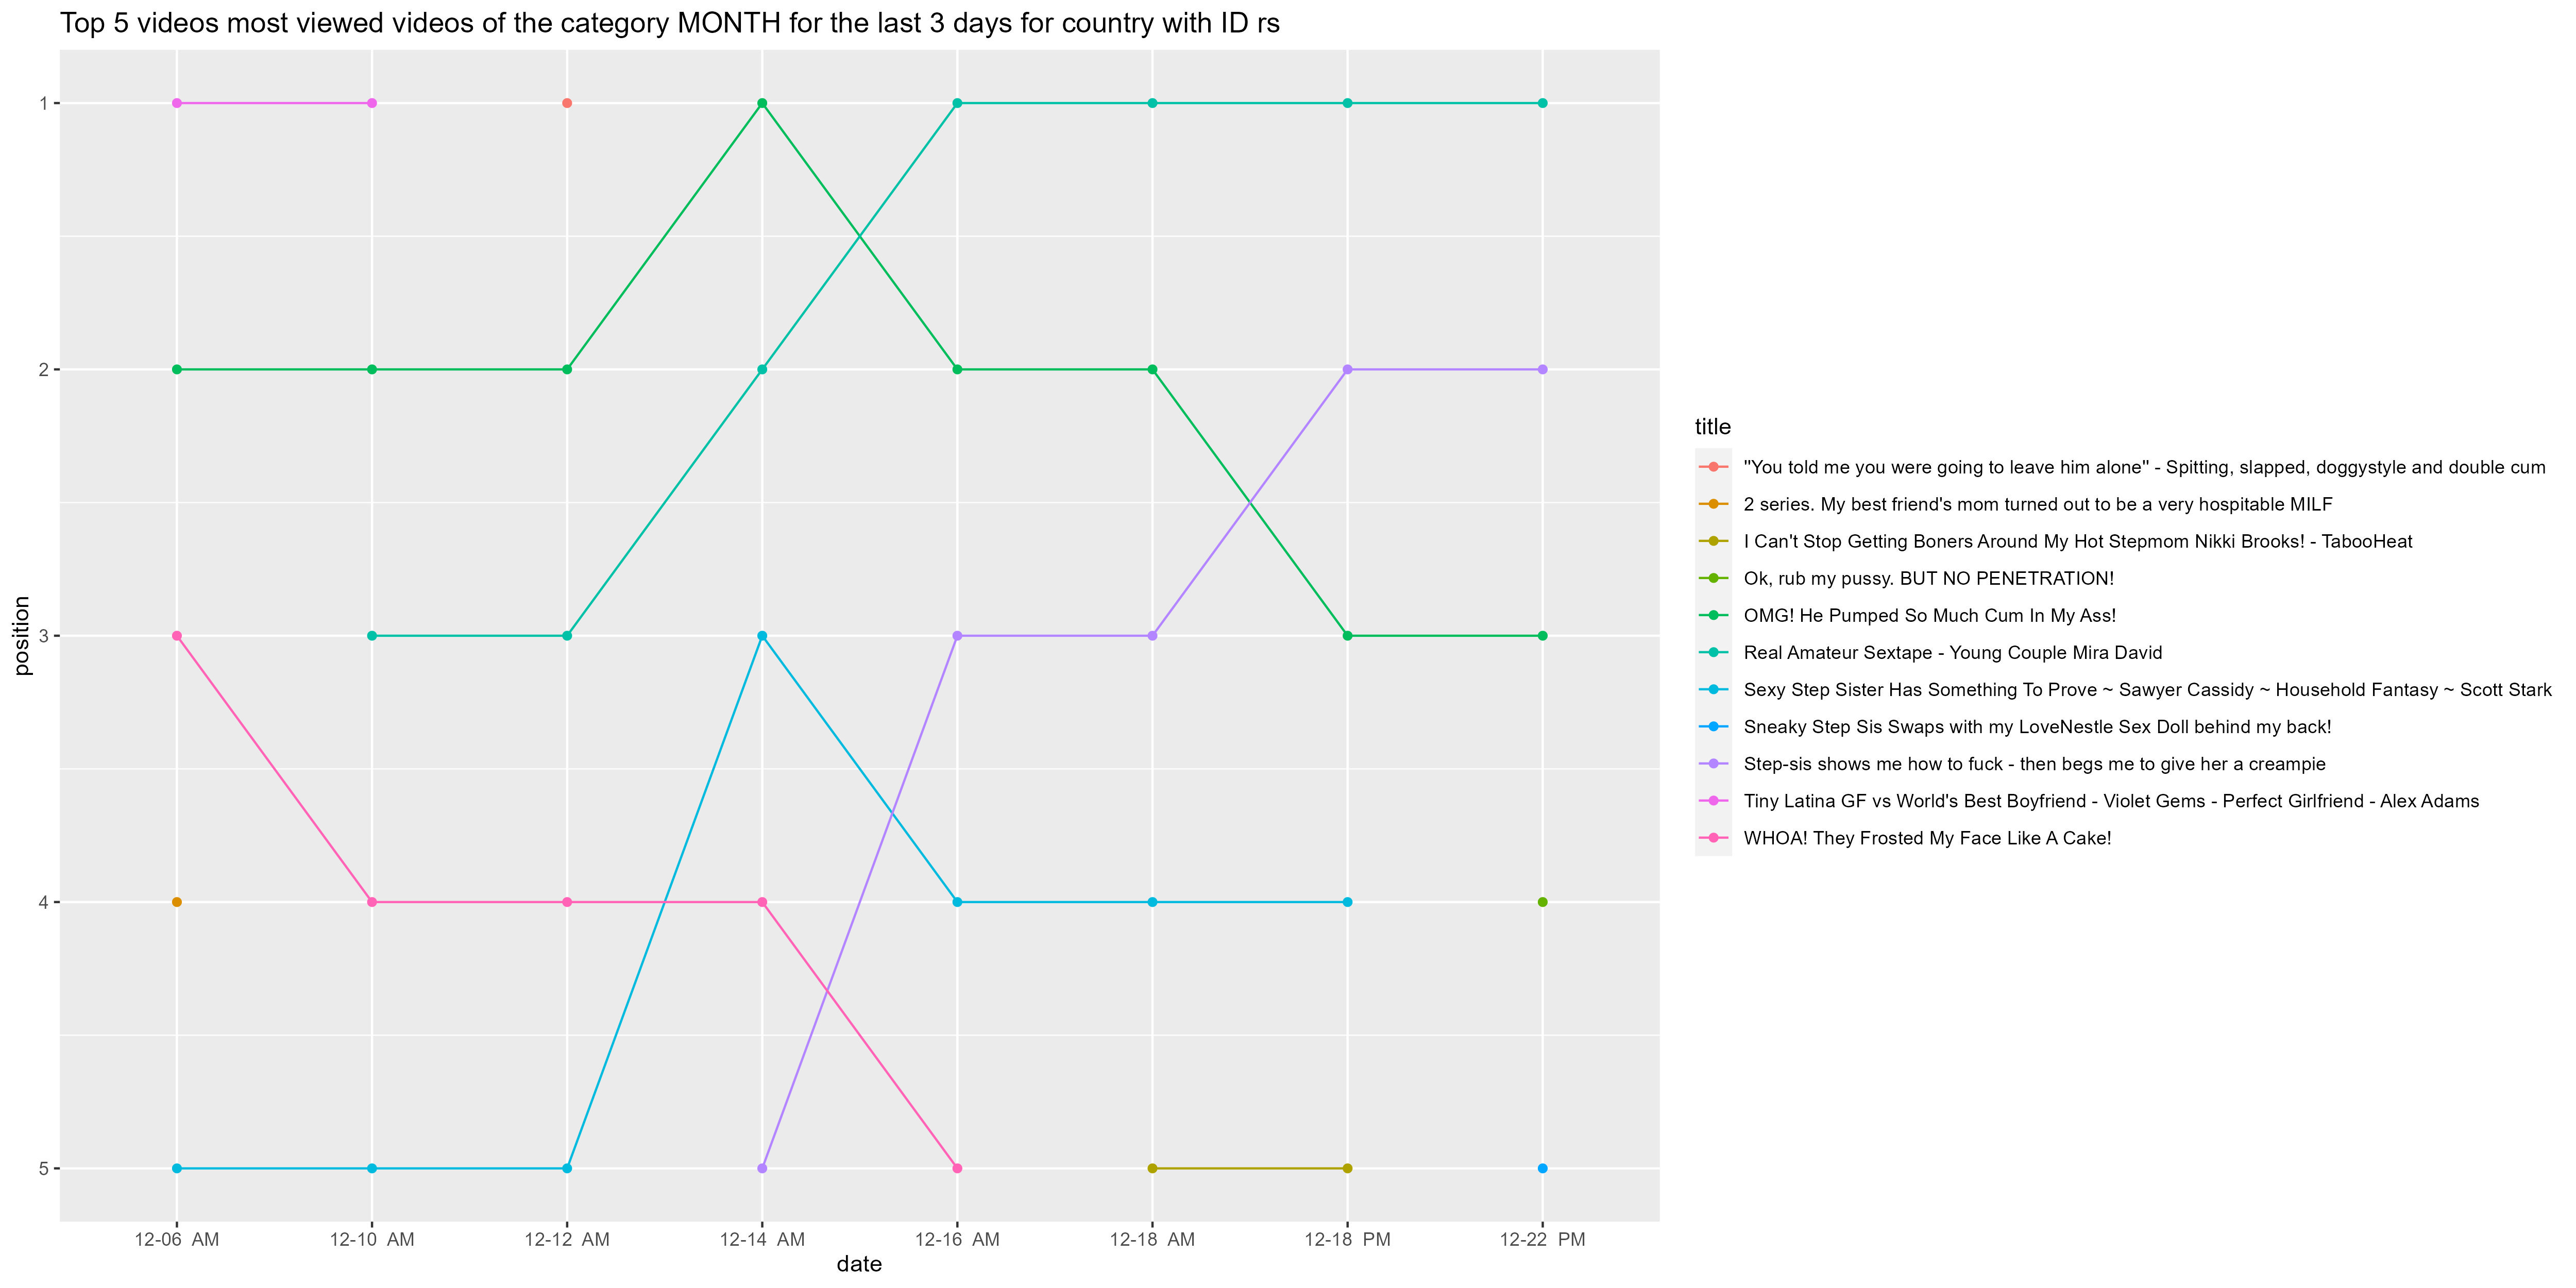 Top 5 videos most viewed videos of the category MONTH for the last 3 days for country with ID rs
position
1
2
3
4
5
12-06 AM
12-10 AM
12-12 AM
12-14 AM
12-16 AM
12-18 AM
12-18 PM
12-22 PM
date
title
"You told me you were going to leave him alone" - Spitting, slapped, doggystyle and double cum
2 series. My best friend's mom turned out to be a very hospitable MILF
I Can't Stop Getting Boners Around My Hot Stepmom Nikki Brooks! - TabooHeat
Ok, rub my pussy. BUT NO PENETRATION!
OMG! He Pumped So Much Cum In My Ass!
Real Amateur Sextape - Young Couple Mira David
Sexy Step Sister Has Something To Prove ~ Sawyer Cassidy ~ Household Fantasy ~ Scott Stark
Sneaky Step Sis Swaps with my LoveNestle Sex Doll behind my back!
Step-sis shows me how to fuck - then begs me to give her a creampie
Tiny Latina GF vs World's Best Boyfriend - Violet Gems - Perfect Girlfriend - Alex Adams
WHOA! They Frosted My Face Like A Cake!